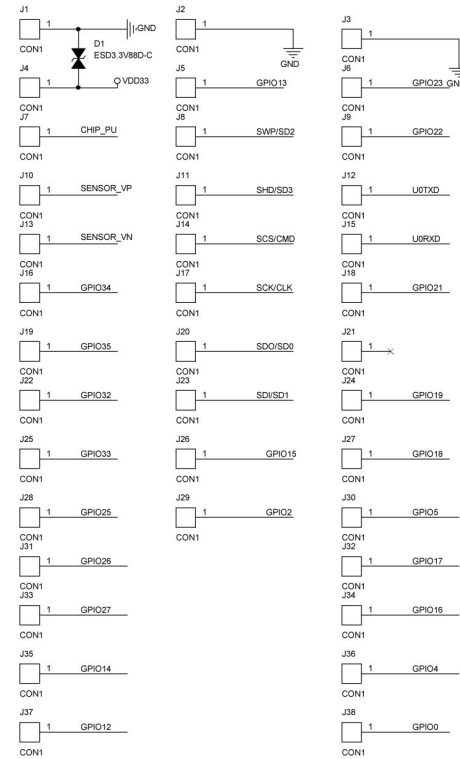 J1
1
GND
CON1
D1
ESD3.3V88D-C
J4
1
VDD33
CON1
J7
1
CHIP_PU
CON1
J10
1
SENSOR_VP
CON1
J13
1
SENSOR_VN
CON1
J16
1
GPIO34
CON1
J19
1
GPIO35
CON1
J22
1
GPIO32
CON1
J25
1
GPIO33
CON1
J28
1
GPIO25
CON1
J31
1
GPIO26
CON1
J33
1
GPIO27
CON1
J35
1
GPIO14
CON1
J37
1
GPIO12
CON1
J2
1
CON1
GND
J5
1
GPIO13
CON1
J8
1
SWP/SD2
CON1
J11
1
SHD/SD3
CON1
J14
1
SCS/CMD
CON1
J17
1
SCK/CLK
CON1
J20
1
SDO/SD0
CON1
J23
1
SDI/SD1
CON1
J26
1
GPIO15
CON1
J29
1
GPIO2
CON1
J3
1
CON1
J6
1
GPIO23
GN
CON1
J9
1
GPIO22
CON1
J12
1
U0TXD
CON1
J15
1
U0RXD
CON1
J18
1
GPIO21
CON1
J21
1
CON1
J24
1
GPIO19
CON1
J27
1
GPIO18
CON1
J30
1
GPIO5
CON1
J32
1
GPIO17
CON1
J34
1
GPIO16
CON1
J36
1
GPIO4
CON1
J38
1
GPIO0
CON1